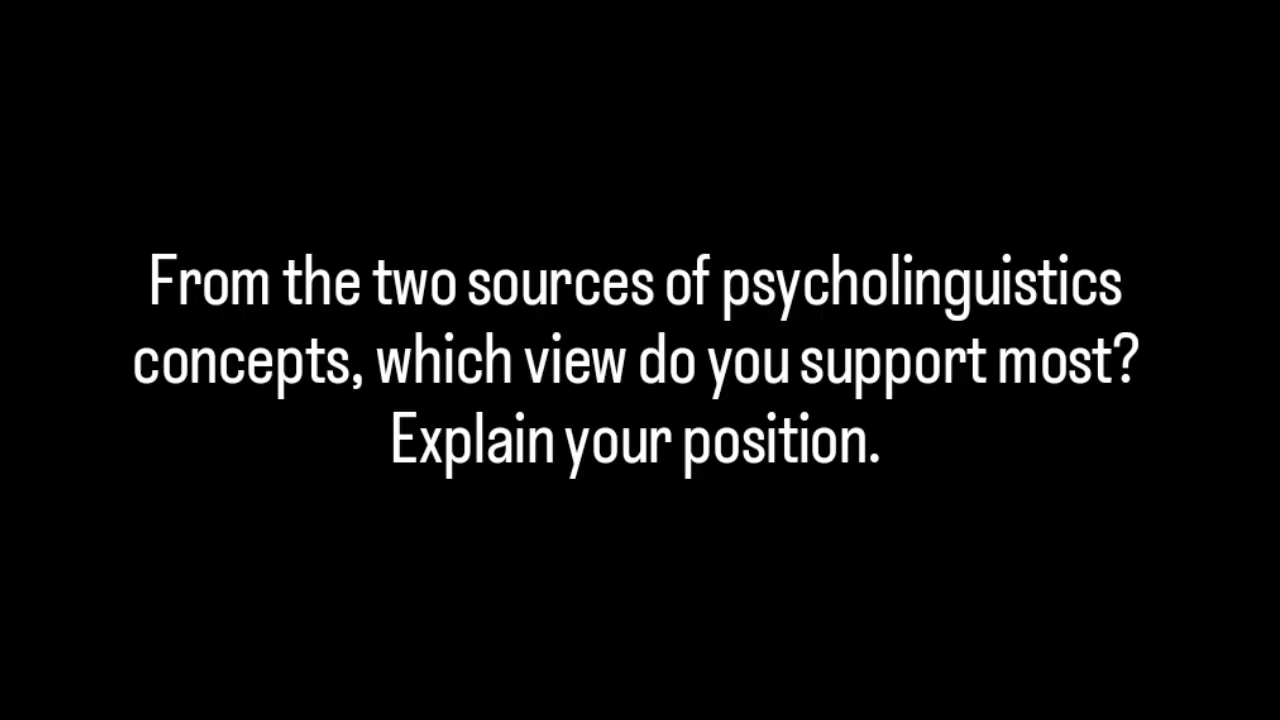 From the two sources of psycholinguistics
concepts, which view do you support most?
Explain your position.